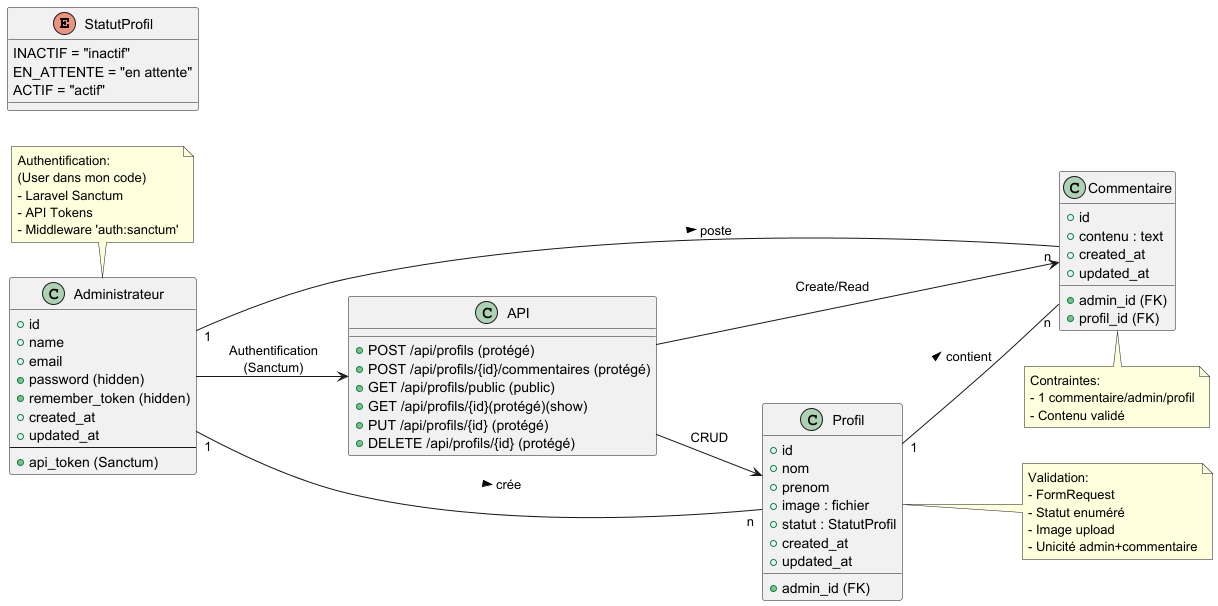 E StatutProfil
INACTIF = "inactif"
EN_ATTENTE = "en attente"
ACTIF = "actif"
Authentification:
(User dans mon code)
- Laravel Sanctum
- API Tokens
- Middleware 'auth:sanctum'
C Administrateur
id
name
email
password (hidden)
remember_token (hidden)
created_at
updated_at
api_token (Sanctum)
1
1
Authentification
(Sanctum)
poste
crée
C API
POST /api/profils (protégé)
POST /api/profils/{id}/commentaires (protégé)
GET /api/profils/public (public)
GET /api/profils/{id}(protégé)(show)
PUT /api/profils/{id} (protégé)
DELETE /api/profils/{id} (protégé)
Create/Read
CRUD
n
C Profil
id
nom
prenom
image : fichier
statut : StatutProfil
created_at
updated_at
admin_id (FK)
1
contient
n
n
C Commentaire
id
contenu : text
created_at
updated_at
admin_id (FK)
profil_id (FK)
Contraintes:
- 1 commentaire/admin/profil
- Contenu validé
Validation:
- FormRequest
- Statut enuméré
- Image upload
- Unicité admin+commentaire